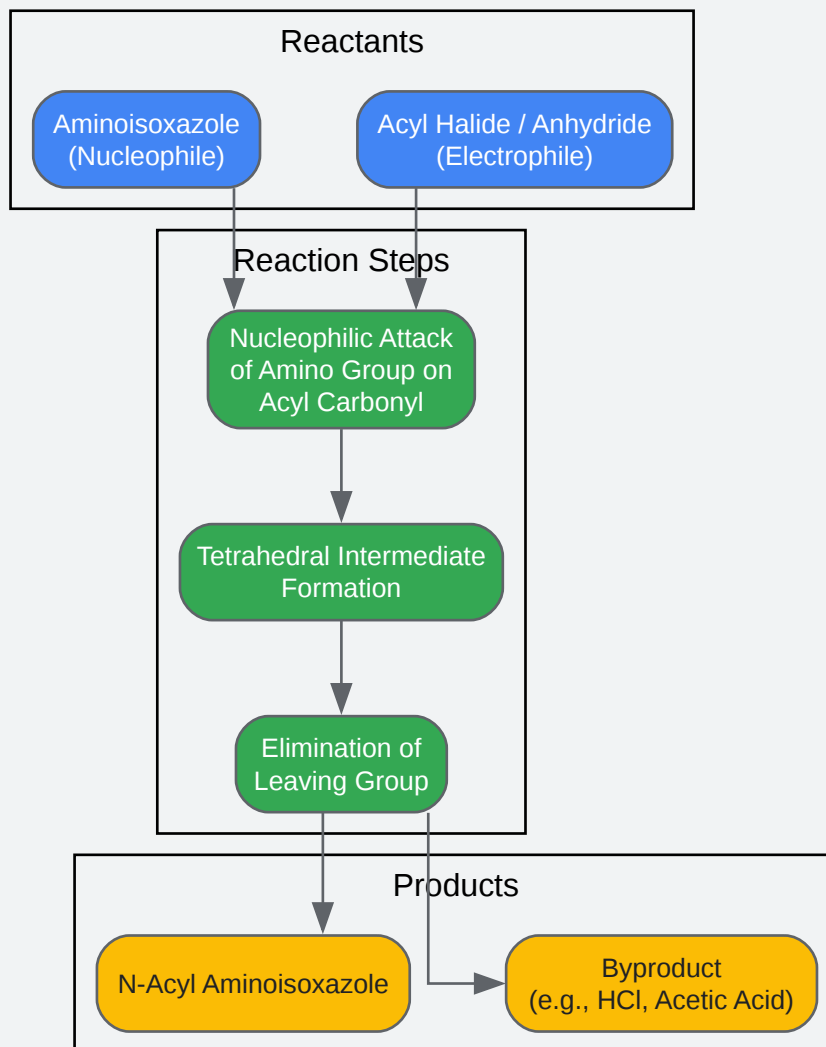 Reactants
Aminoisoxazole
(Nucleophile)
Acyl Halide / Anhydride
(Electrophile)
Reaction Steps
Nucleophilic Attack
of Amino Group on
Acyl Carbonyl
Tetrahedral Intermediate
Formation
Elimination of
Leaving Group
Products
N-Acyl Aminoisoxazole
Byproduct
(e.g., HCl, Acetic Acid)